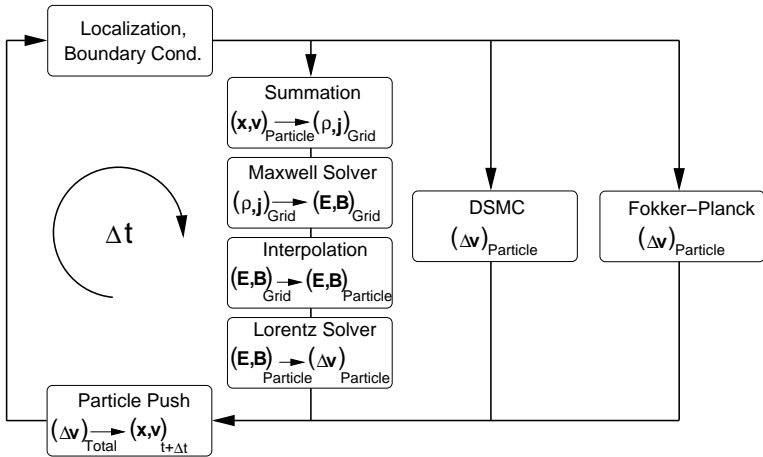 Localization,
Boundary Cond.
Summation
(x,v)Particle → (ρ,j)Grid
Maxwell Solver
(ρ,j)Grid → (E,B)Grid
Interpolation
(E,B)Grid → (E,B)Particle
Lorentz Solver
(E,B)Particle → (Δv)Particle
DSMC
(Δv)Particle
Fokker−Planck
(Δv)Particle
Δt
Particle Push
(Δv)Total → (x,v)t+Δt